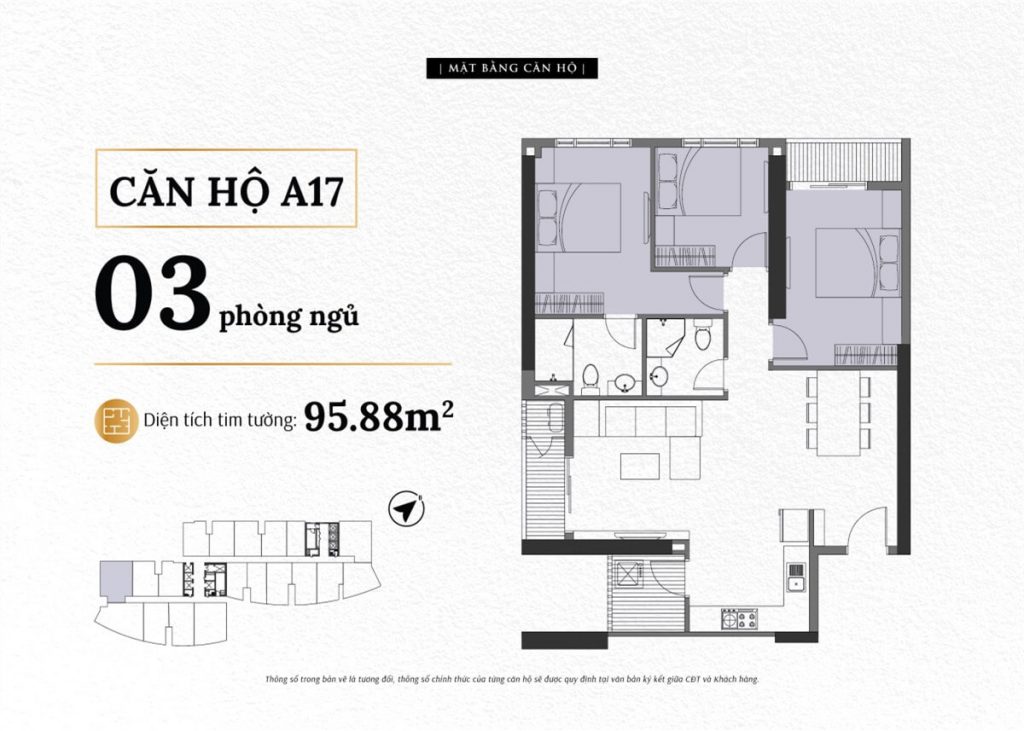 | MẶT BẰNG CĂN HỘ |
CĂN HỘ A17
03 phòng ngủ
Diện tích tim tường: 95.88m²
B
Thông số trong bản vẽ là tương đối, thông số chính thức của từng căn hộ sẽ được quy định tại văn bản ký kết giữa CĐT và Khách hàng.